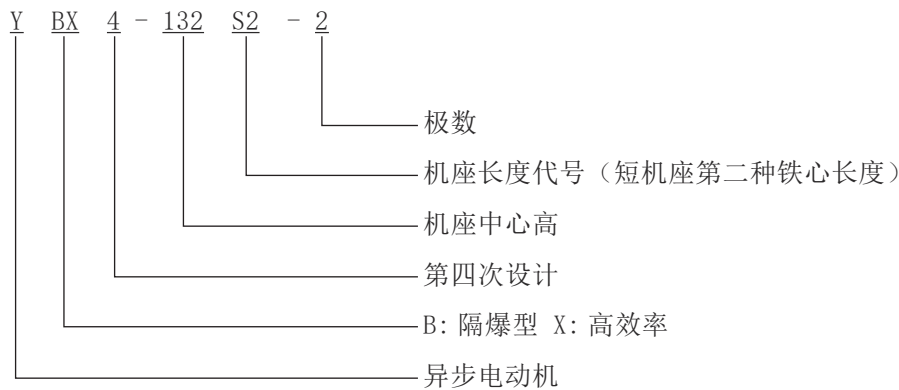 Y BX 4 - 132 S2 - 2
极数
机座长度代号（短机座第二种铁心长度）
机座中心高
第四次设计
B: 隔爆型 X: 高效率
异步电动机